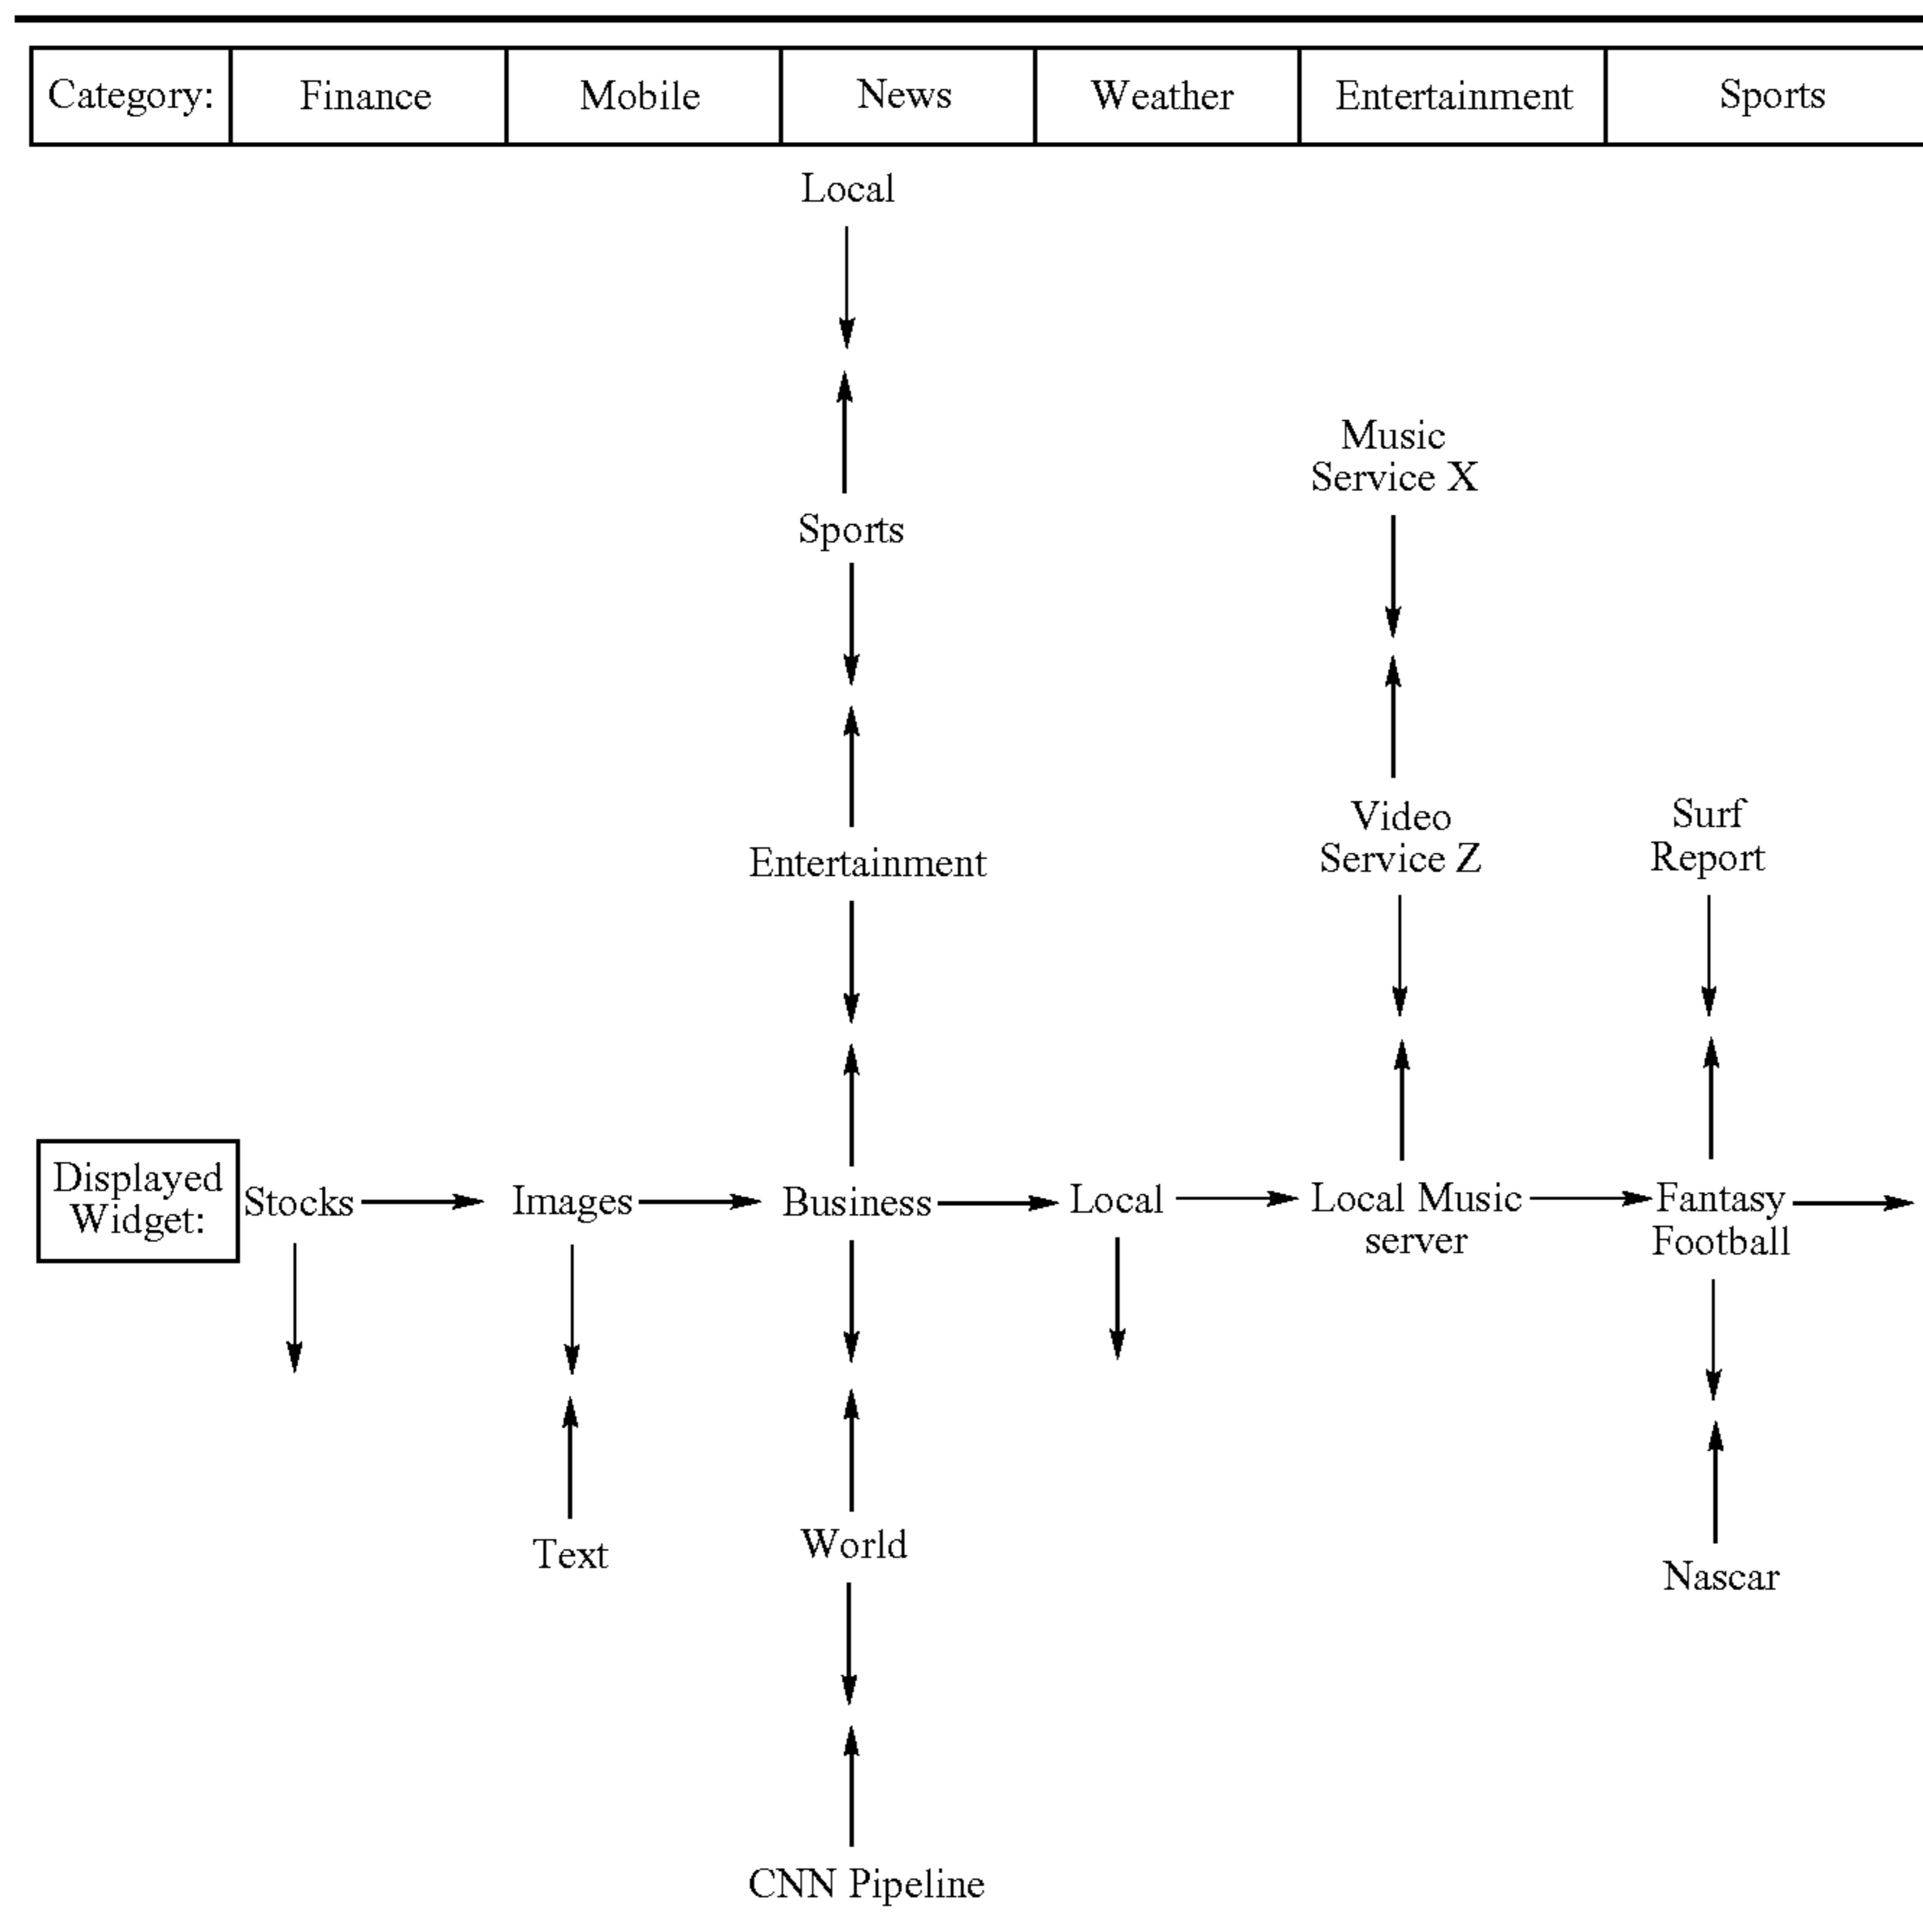 Category: Finance Mobile News Weather Entertainment Sports
Local
Music
Service X
Sports
Video
Service Z
Surf
Report
Entertainment
Displayed
Widget:
Stocks
Images
Business
Local
Local Music
server
Fantasy
Football
Text
World
Nascar
CNN Pipeline